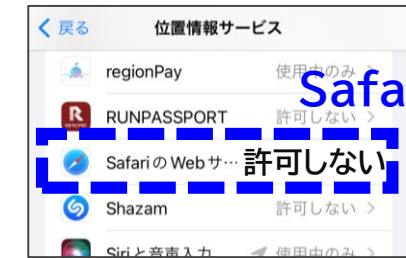 戻る 位置情報サービス
regionPay 使用中のみ
Safa
RUNPASSPORT 許可しない
SafariのWebサ… 許可しない
Shazam 許可しない
Siriと音声入力 使用中のみ